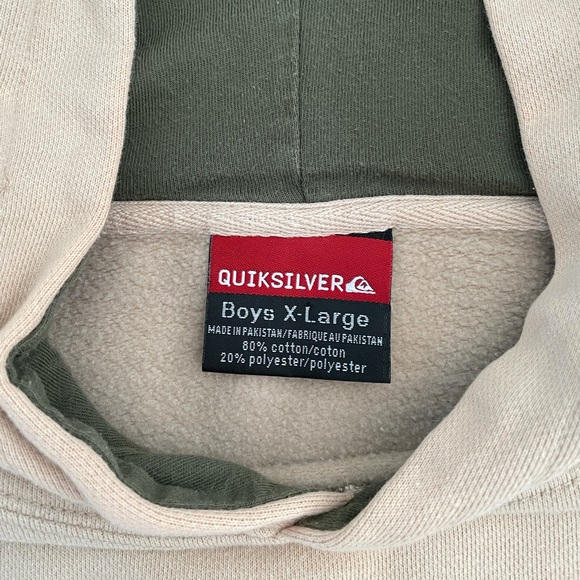 QUIKSILVER
Boys X-Large
MADE IN PAKISTAN/FABRIQUE AU PAKISTAN
80% cotton/coton
20% polyester/polyester